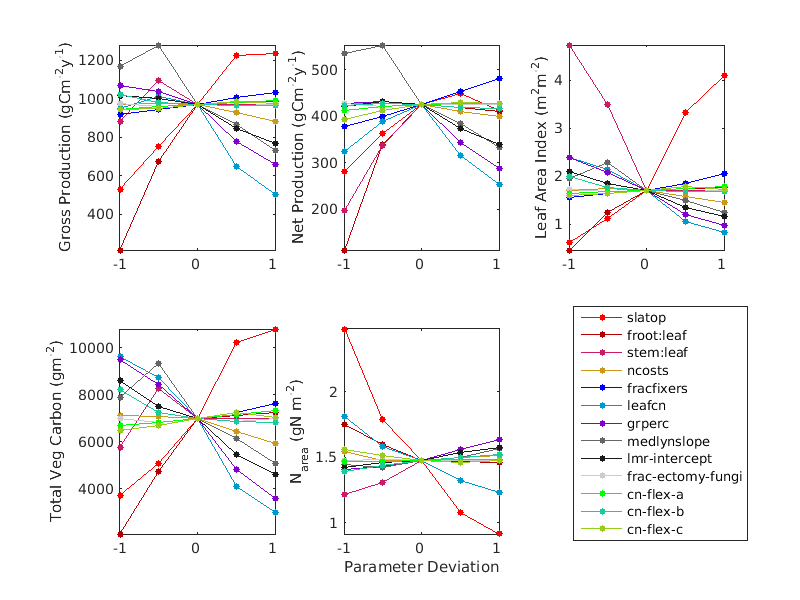 Gross Production (gCm⁻²y⁻¹)
1200
1000
800
600
400
-1 0 1
Net Production (gCm⁻²y⁻¹)
500
400
300
200
-1 0 1
Leaf Area Index (m²m⁻²)
4
3
2
1
-1 0 1
Total Veg Carbon (gm⁻²)
10000
8000
6000
4000
-1 0 1
N_area (gN m⁻²)
2
1.5
1
-1 0 1
Parameter Deviation
slatop
froot:leaf
stem:leaf
ncosts
fracfixers
leafcn
grperc
medlynslope
lmr-intercept
frac-ectomy-fungi
cn-flex-a
cn-flex-b
cn-flex-c